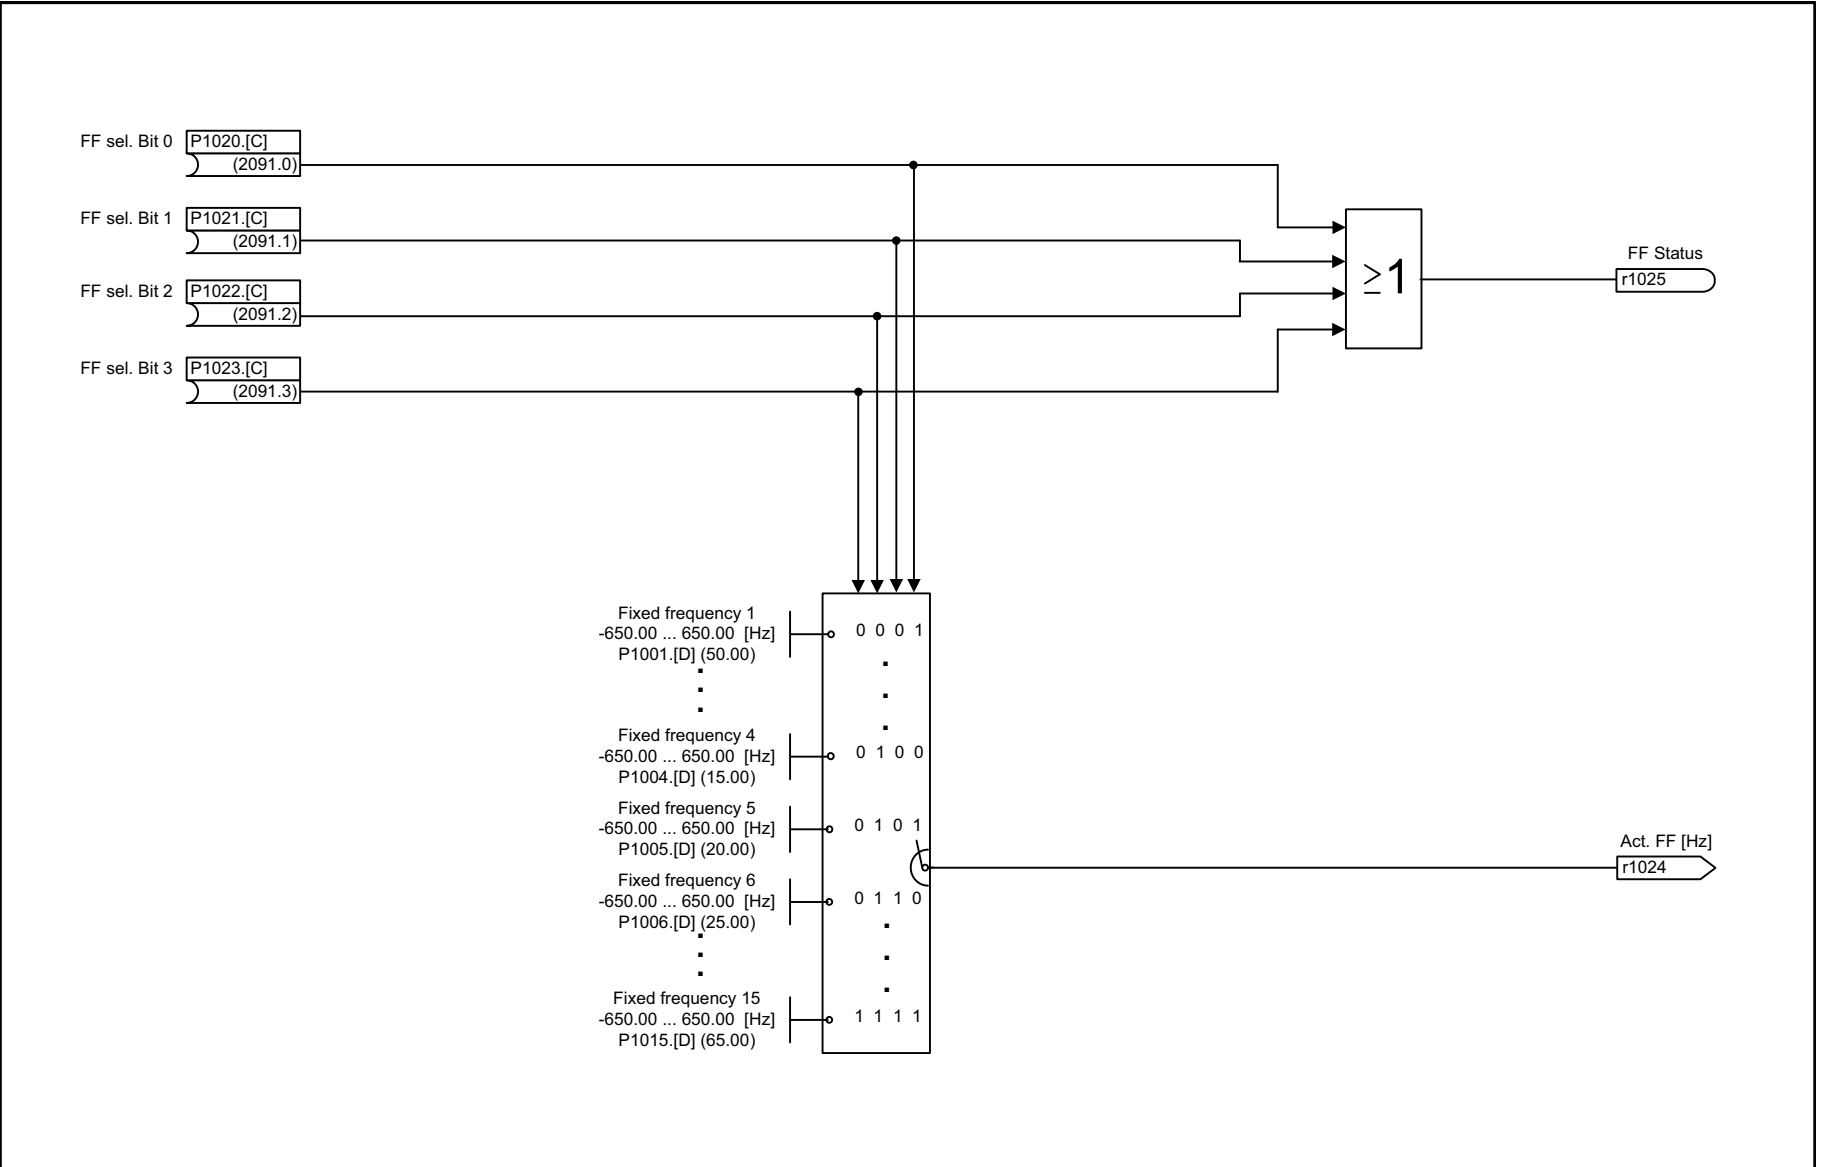 FF sel. Bit 0 P1020.[C]
(2091.0)
FF sel. Bit 1 P1021.[C]
(2091.1)
FF sel. Bit 2 P1022.[C]
(2091.2)
FF sel. Bit 3 P1023.[C]
(2091.3)
≥1
FF Status
r1025
Fixed frequency 1
-650.00 ... 650.00 [Hz]
P1001.[D] (50.00)
0 0 0 1
Fixed frequency 4
-650.00 ... 650.00 [Hz]
P1004.[D] (15.00)
0 1 0 0
Fixed frequency 5
-650.00 ... 650.00 [Hz]
P1005.[D] (20.00)
0 1 0 1
Fixed frequency 6
-650.00 ... 650.00 [Hz]
P1006.[D] (25.00)
0 1 1 0
Fixed frequency 15
-650.00 ... 650.00 [Hz]
P1015.[D] (65.00)
1 1 1 1
Act. FF [Hz]
r1024